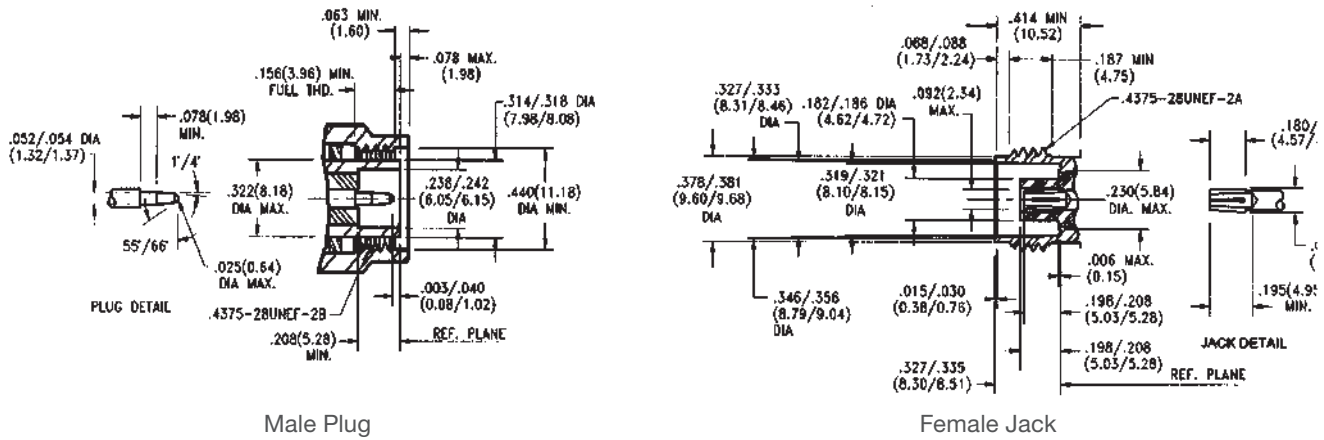 .063 MIN.
(1.60)
.078 MAX.
(1.98)
.156(3.96) MIN.
FULL THD.
.314/.318 DIA
(7.98/8.08)
.078(1.98)
MIN.
.052/.054 DIA
(1.32/1.37)
1°/4°
.322(8.18)
DIA MAX.
.238/.242
(6.05/6.15)
DIA
.440(11.18)
DIA MIN.
55°/66°
.025(0.64)
DIA MAX.
.003/.040
(0.08/1.02)
PLUG DETAIL
.4375-28UNEF-2B
.208(5.28)
MIN.
REF. PLANE
Male Plug
.414 MIN
(10.52)
.068/.088
(1.73/2.24)
.187 MIN
(4.75)
.092(2.34)
MAX.
.4375-28UNEF-2A
.327/.333
(8.31/8.46)
DIA
.182/.186 DIA
(4.62/4.72)
.180/
(4.57/
.378/.381
(9.60/9.68)
DIA
.319/.321
(8.10/8.15)
DIA
.230(5.84)
DIA. MAX.
.006 MAX.
(0.15)
.346/.356
(8.79/9.04)
DIA
.015/.030
(0.38/0.76)
.198/.208
(5.03/5.28)
.195(4.95
MIN.
JACK DETAIL
.198/.208
(5.03/5.28)
.327/.335
(8.30/8.51)
REF. PLANE
Female Jack